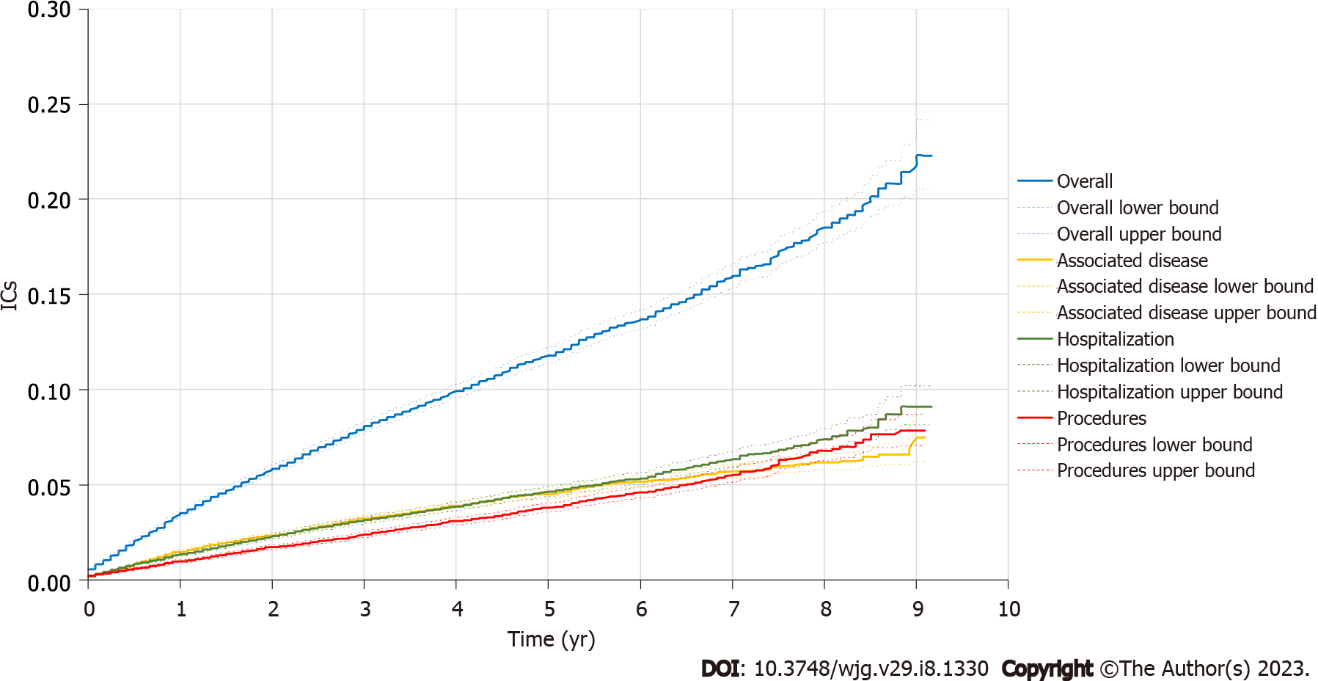 0.30
0.25
0.20
0.15
0.10
0.05
0.00
ICs
0 1 2 3 4 5 6 7 8 9 10
Time (yr)
Overall
Overall lower bound
Overall upper bound
Associated disease
Associated disease lower bound
Associated disease upper bound
Hospitalization
Hospitalization lower bound
Hospitalization upper bound
Procedures
Procedures lower bound
Procedures upper bound
DOI: 10.3748/wjg.v29.i8.1330 Copyright ©The Author(s) 2023.